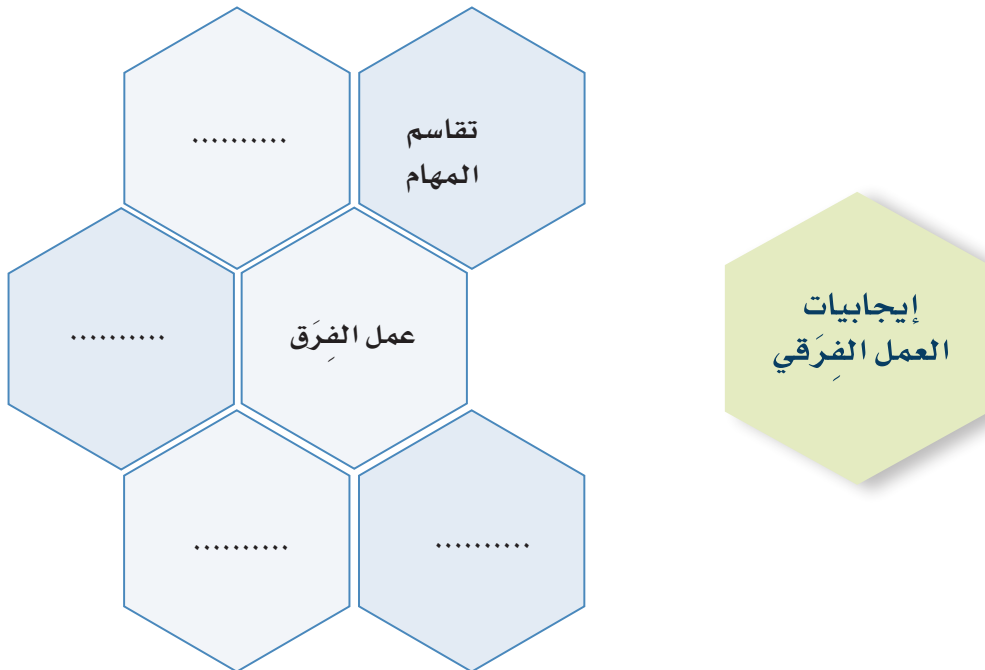 إيجابيات
العمل الفِرَقي
تقاسم
المهام
..........
عمل الفِرَق
..........
..........
..........